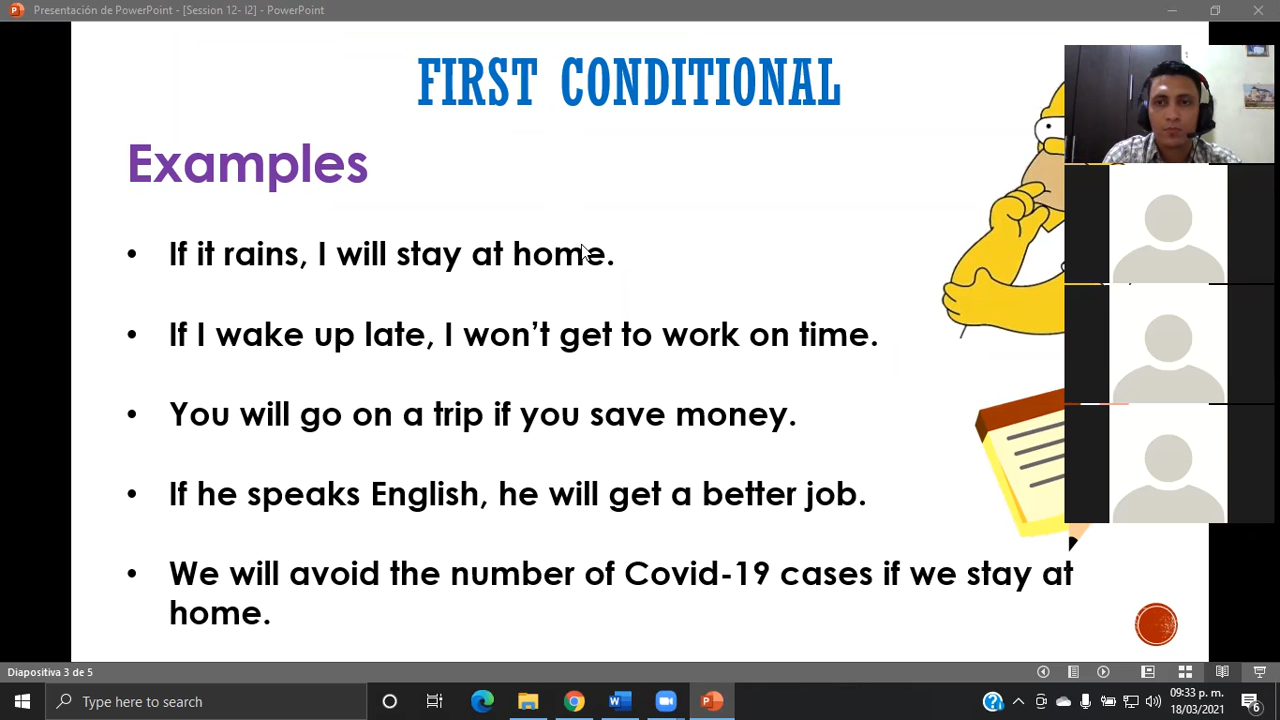 Presentación de PowerPoint - [Session 12- I2] - PowerPoint
FIRST CONDITIONAL
Examples
• If it rains, I will stay at home.
• If I wake up late, I won't get to work on time.
• You will go on a trip if you save money.
• If he speaks English, he will get a better job.
• We will avoid the number of Covid-19 cases if we stay at
home.
Diapositiva 3 de 5
Type here to search
09:33 p. m.
18/03/2021
6